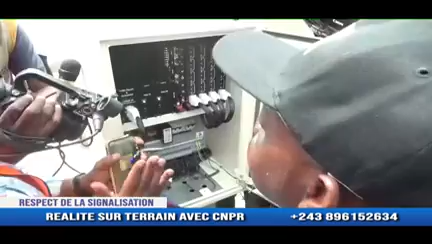 RESPECT DE LA SIGNALISATION
REALITE SUR TERRAIN AVEC CNPR +243 896152634